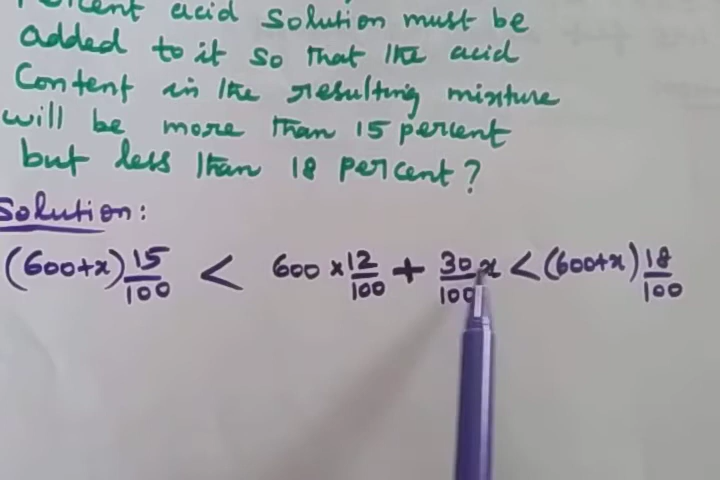 Percent acid solution must be
added to it so that the acid
Content in the resulting mixture
will be more than 15 percent
but less than 18 percent?
Solution:
(600+x) 15/100 < 600 × 12/100 + 30/100 x < (600+x) 18/100